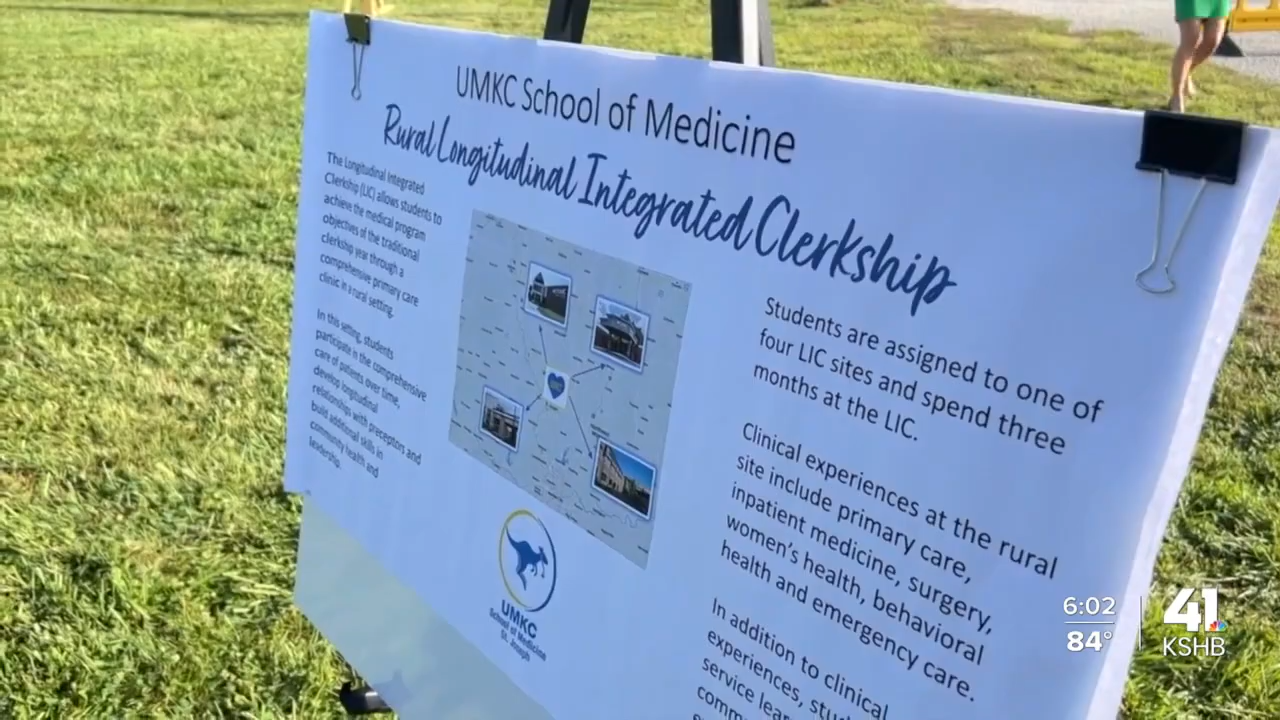 UMKC School of Medicine
Rural Longitudinal Integrated Clerkship
The Longitudinal Integrated
Clerkship (LIC) allows students to
achieve the medical program
objectives of the traditional
clerkship year through a
comprehensive primary care
clinic in a rural setting.
In this setting, students
participate in the comprehensive
care of patients over time,
develop longitudinal
relationships with preceptors and
build additional skills in
community health and
leadership.
UMKC
School of Medicine
St. Joseph
Students are assigned to one of
four LIC sites and spend three
months at the LIC.
Clinical experiences at the rural
site include primary care,
inpatient medicine, surgery,
women's health, behavioral
health and emergency care.
In addition to clinical
experiences,
service
6:02
84°
41
KSHB